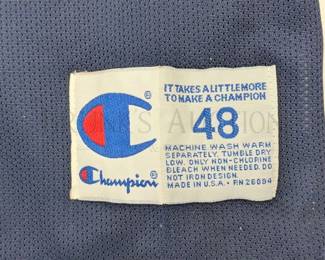 IT TAKES A LITTLE MORE
TO MAKE A CHAMPION
48
MACHINE WASH WARM
SEPARATELY. TUMBLE DRY
LOW. ONLY NON-CHLORINE
BLEACH WHEN NEEDED. DO
NOT IRON DESIGN.
MADE IN U.S.A. • RN 26094
Champion